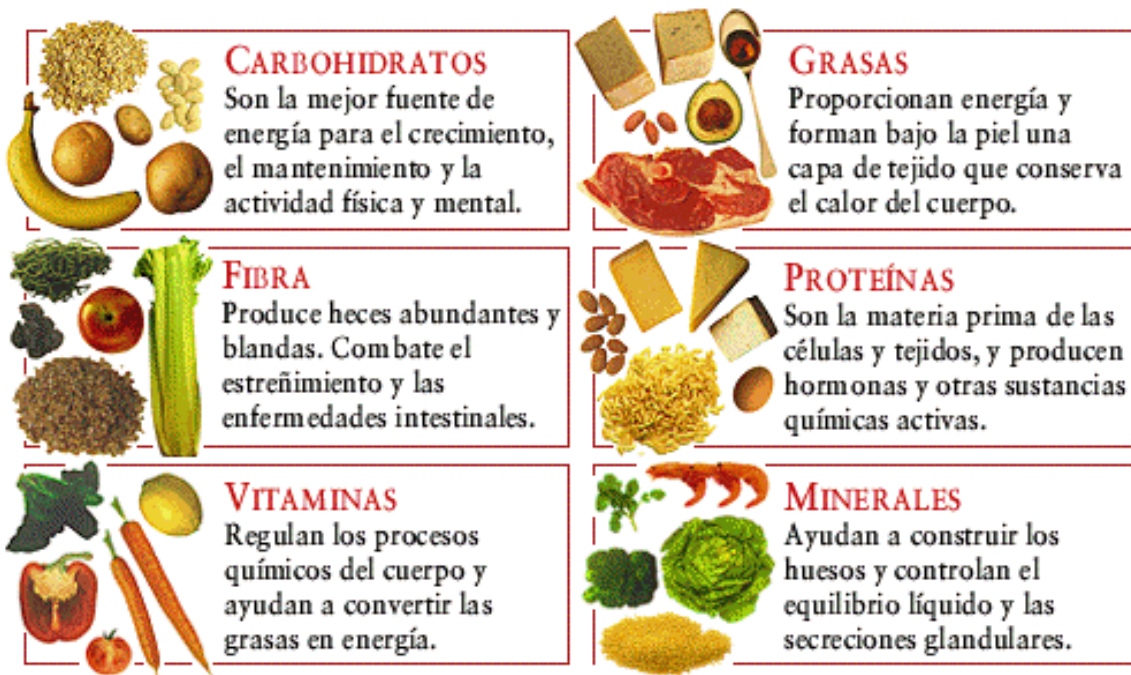 CARBOHIDRATOS
Son la mejor fuente de
energía para el crecimiento,
el mantenimiento y la
actividad física y mental.
GRASAS
Proporcionan energía y
forman bajo la piel una
capa de tejido que conserva
el calor del cuerpo.
FIBRA
Produce heces abundantes y
blandas. Combate el
estreñimiento y las
enfermedades intestinales.
PROTEÍNAS
Son la materia prima de las
células y tejidos, y producen
hormonas y otras sustancias
químicas activas.
VITAMINAS
Regulan los procesos
químicos del cuerpo y
ayudan a convertir las
grasas en energía.
MINERALES
Ayudan a construir los
huesos y controlan el
equilibrio líquido y las
secreciones glandulares.